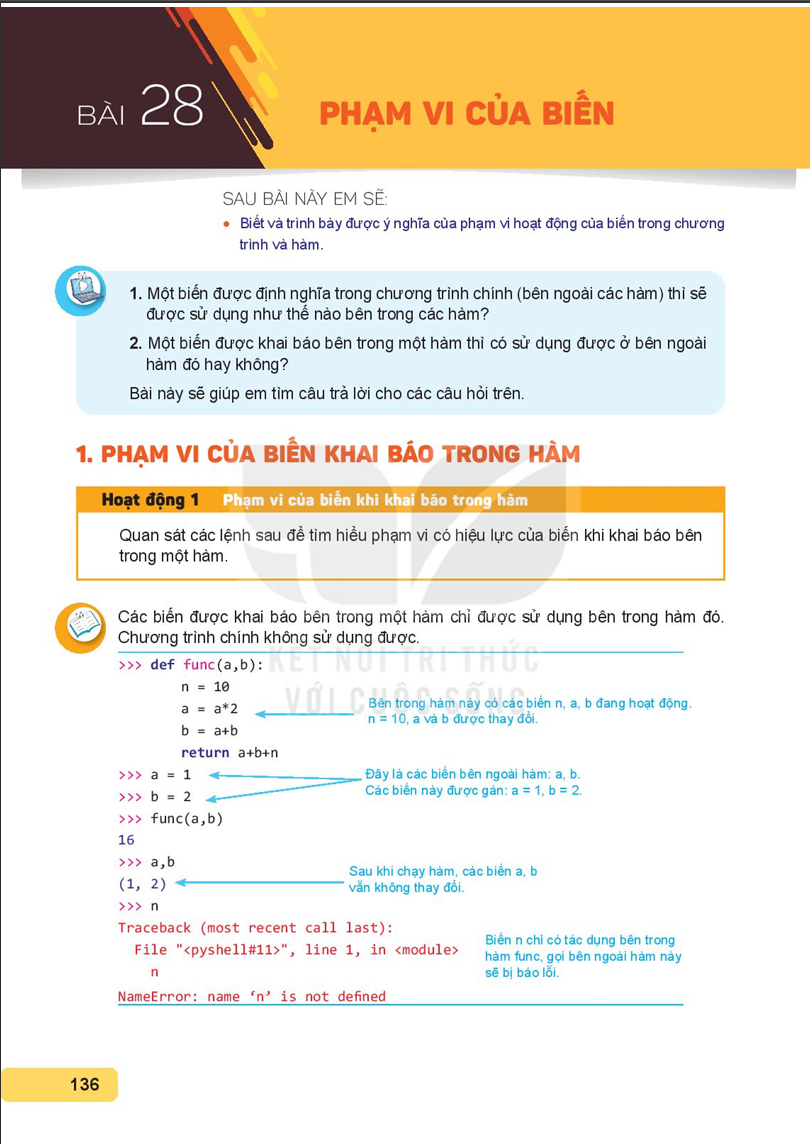 BÀI 28
PHẠM VI CỦA BIẾN
SAU BÀI NÀY EM SẼ:
• Biết và trình bày được ý nghĩa của phạm vi hoạt động của biến trong chương
trình và hàm.
1. Một biến được định nghĩa trong chương trình chính (bên ngoài các hàm) thì sẽ
được sử dụng như thế nào bên trong các hàm?
2. Một biến được khai báo bên trong một hàm thì có sử dụng được ở bên ngoài
hàm đó hay không?
Bài này sẽ giúp em tìm câu trả lời cho các câu hỏi trên.
1. PHẠM VI CỦA BIẾN KHAI BÁO TRONG HÀM
Hoạt động 1 Phạm vi của biến khi khai báo trong hàm
Quan sát các lệnh sau để tìm hiểu phạm vi có hiệu lực của biến khi khai báo bên
trong một hàm.
Các biến được khai báo bên trong một hàm chỉ được sử dụng bên trong hàm đó.
Chương trình chính không sử dụng được.
KẾT NỐI TRI THỨC
VỚI CUỘC SỐNG
>>> def func(a,b):
n = 10
a = a*2
b = a+b
return a+b+n
Bên trong hàm này có các biến n, a, b đang hoạt động.
n = 10, a và b được thay đổi.
>>> a = 1
>>> b = 2
Đây là các biến bên ngoài hàm: a, b.
Các biến này được gán: a = 1, b = 2.
>>> func(a,b)
16
>>> a,b
(1, 2)
Sau khi chạy hàm, các biến a, b
vẫn không thay đổi.
>>> n
Traceback (most recent call last):
File "<pyshell#11>", line 1, in <module>
n
NameError: name ‘n’ is not defined
Biến n chỉ có tác dụng bên trong
hàm func, gọi bên ngoài hàm này
sẽ bị báo lỗi.
136